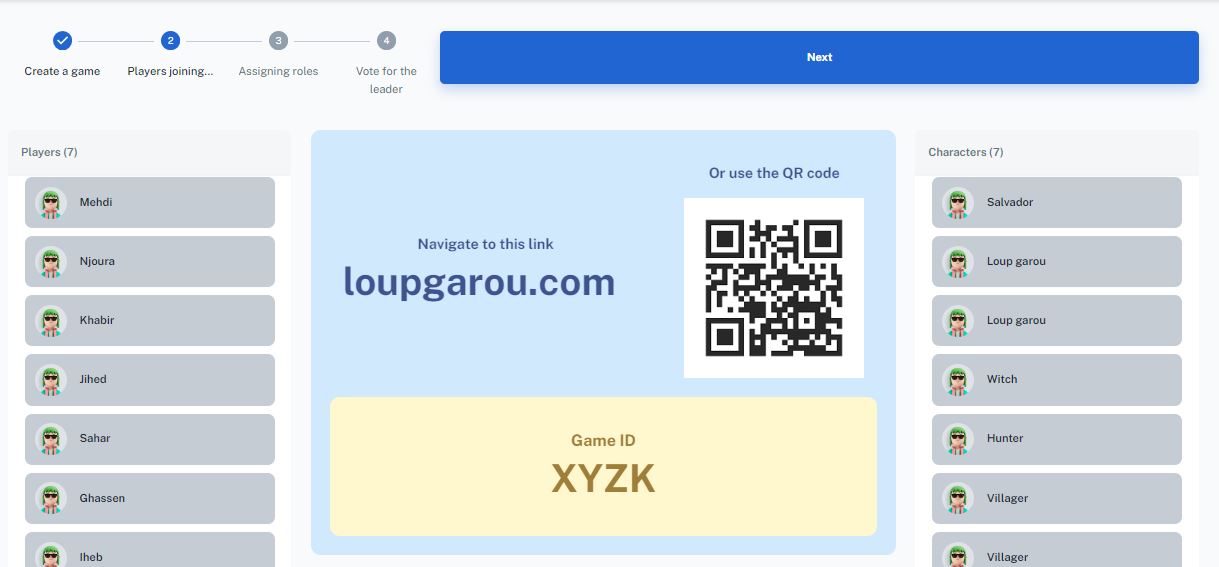 2
3
4
Create a game
Players joining...
Assigning roles
Vote for the
leader
Next
Players (7)
Mehdi
Njoura
Khabir
Jihed
Sahar
Ghassen
Iheb
Navigate to this link
loupgarou.com
Or use the QR code
Game ID
XYZK
Characters (7)
Salvador
Loup garou
Loup garou
Witch
Hunter
Villager
Villager